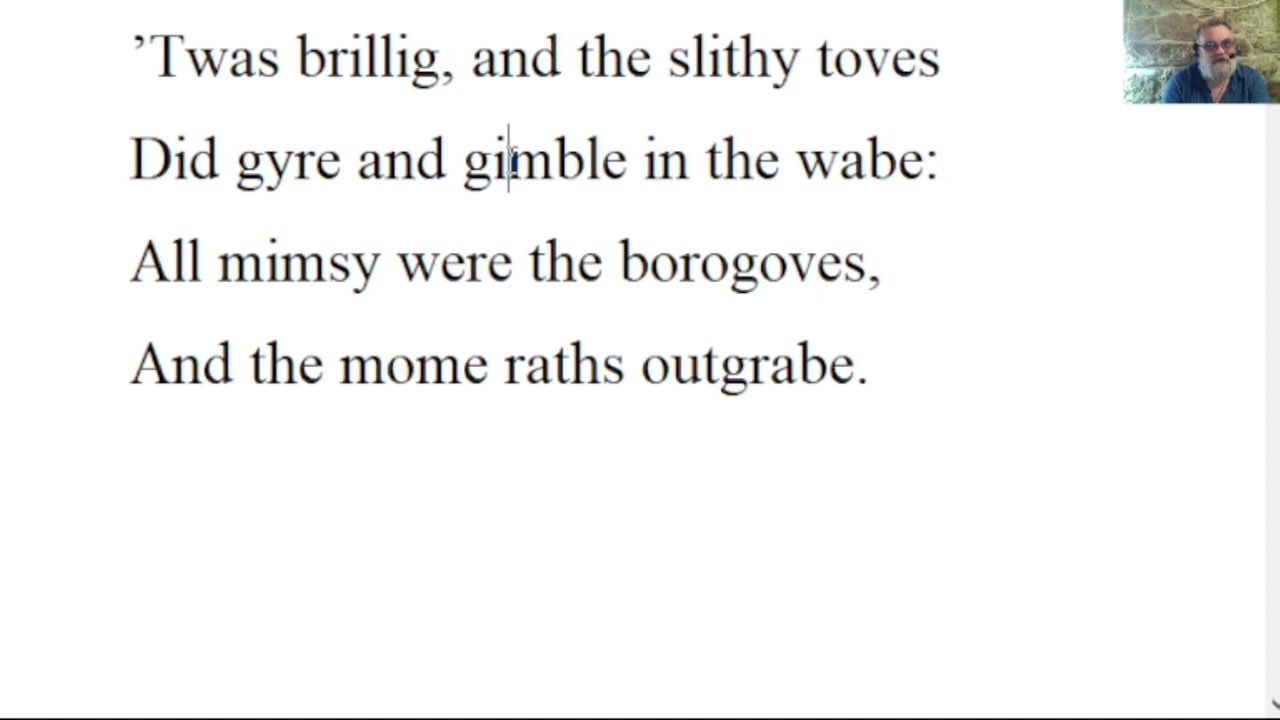 ’Twas brillig, and the slithy toves
Did gyre and gimble in the wabe:
All mimsy were the borogoves,
And the mome raths outgrabe.